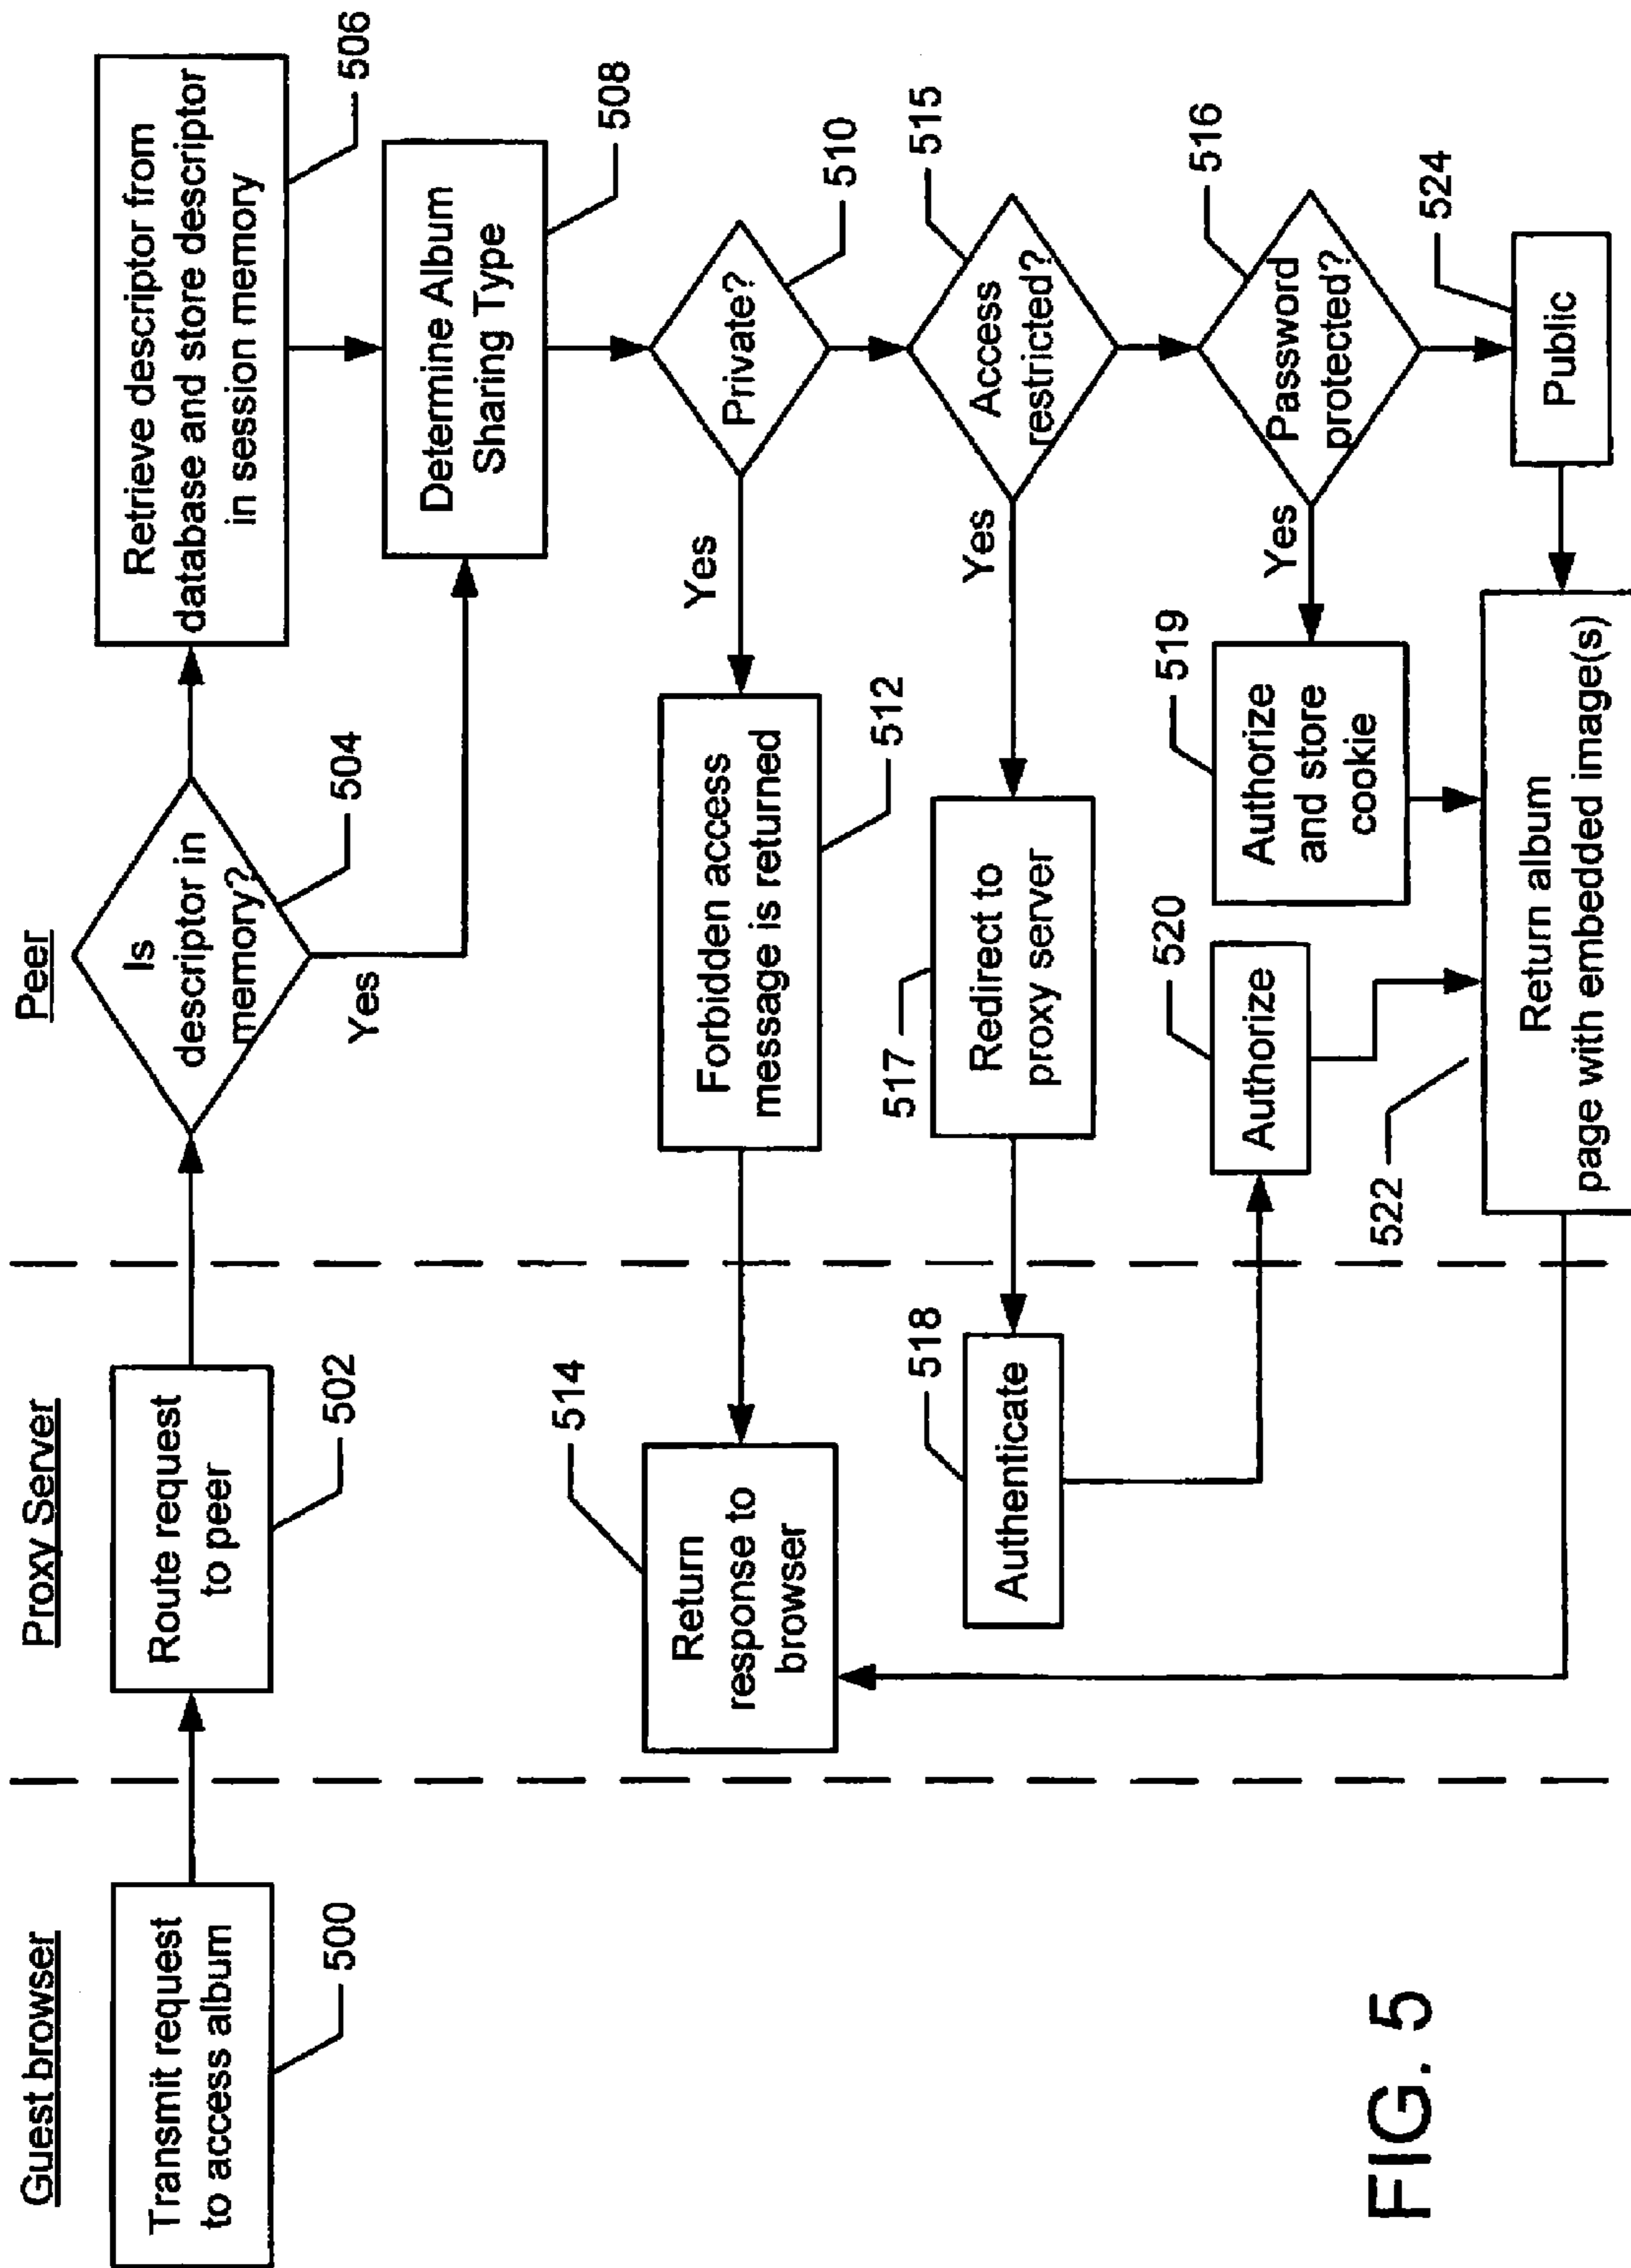 Guest browser
Proxy Server
Peer
Transmit request
to access album
500
Route request
to peer
502
Is
descriptor in
memory?
504
Yes
Retrieve descriptor from
database and store descriptor
in session memory
506
Determine Album
Sharing Type
508
Private?
510
Yes
Forbidden access
message is returned
512
Return
response to
browser
514
Access
restricted?
515
Yes
Redirect to
proxy server
517
Authenticate
518
Password
protected?
516
Yes
Authorize
and store
cookie
519
Authorize
520
Public
524
Return album
page with embedded image(s)
522
FIG. 5